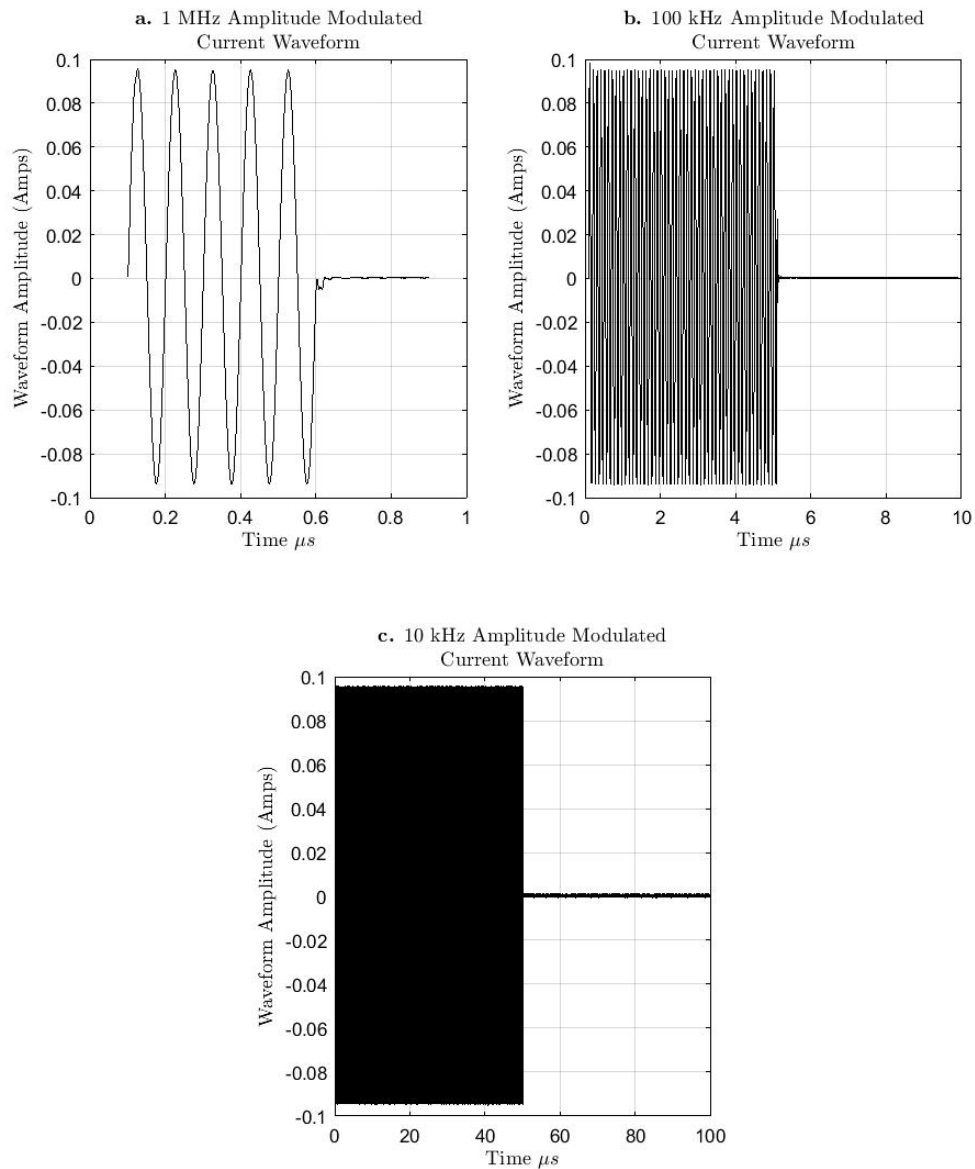 a. 1 MHz Amplitude Modulated
Current Waveform
0.1
0.08
0.06
0.04
0.02
0
-0.02
-0.04
-0.06
-0.08
-0.1
Waveform Amplitude (Amps)
0 0.2 0.4 0.6 0.8 1
Time μs
b. 100 kHz Amplitude Modulated
Current Waveform
0.1
0.08
0.06
0.04
0.02
0
-0.02
-0.04
-0.06
-0.08
-0.1
Waveform Amplitude (Amps)
0 2 4 6 8 10
Time μs
c. 10 kHz Amplitude Modulated
Current Waveform
0.1
0.08
0.06
0.04
0.02
0
-0.02
-0.04
-0.06
-0.08
-0.1
Waveform Amplitude (Amps)
0 20 40 60 80 100
Time μs